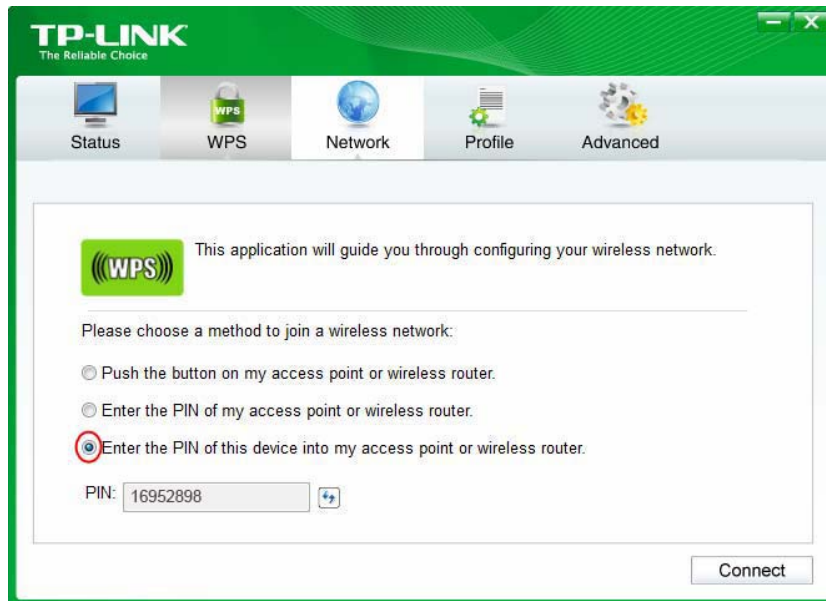 TP-LINK
The Reliable Choice
Status
WPS
WPS
Network
Profile
Advanced
(((WPS)))
This application will guide you through configuring your wireless network.
Please choose a method to join a wireless network:
Push the button on my access point or wireless router.
Enter the PIN of my access point or wireless router.
Enter the PIN of this device into my access point or wireless router.
PIN: 16952898
Connect